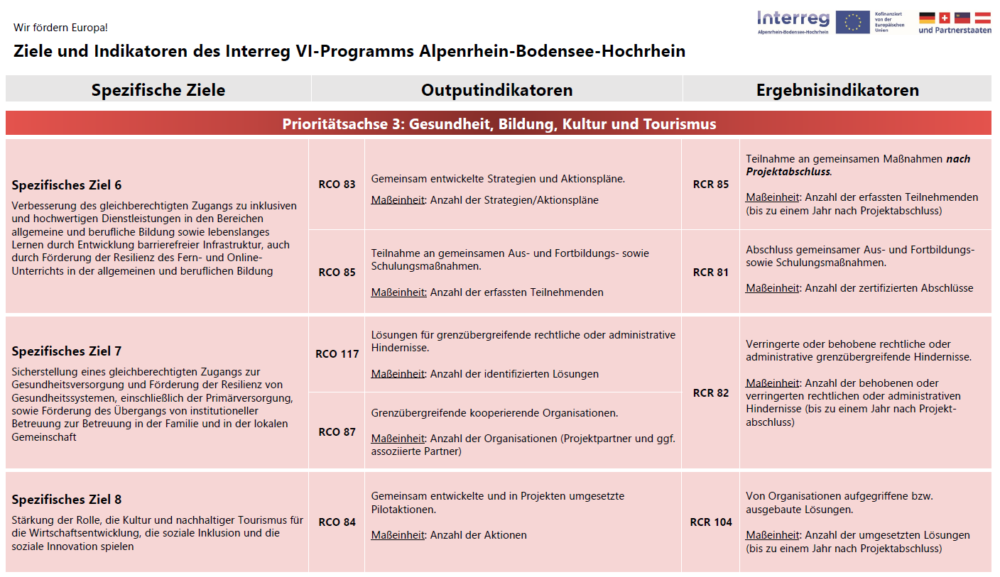 Wir fördern Europa!
Ziele und Indikatoren des Interreg VI-Programms Alpenrhein-Bodensee-Hochrhein
Interreg
Alpenrhein-Bodensee-Hochrhein
Kofinanziert
von der
Europäischen
Union
und Partnerstaaten
Spezifische Ziele
Outputindikatoren
Ergebnisindikatoren
Prioritätsachse 3: Gesundheit, Bildung, Kultur und Tourismus
Spezifisches Ziel 6
Verbesserung des gleichberechtigten Zugangs zu inklusiven
und hochwertigen Dienstleistungen in den Bereichen
allgemeine und berufliche Bildung sowie lebenslanges
Lernen durch Entwicklung barrierefreier Infrastruktur, auch
durch Förderung der Resilienz des Fern- und Online-
Unterrichts in der allgemeinen und beruflichen Bildung
RCO 83
Gemeinsam entwickelte Strategien und Aktionspläne.
Maßeinheit: Anzahl der Strategien/Aktionspläne
RCR 85
Teilnahme an gemeinsamen Maßnahmen nach
Projektabschluss.
Maßeinheit: Anzahl der erfassten Teilnehmenden
(bis zu einem Jahr nach Projektabschluss)
RCO 85
Teilnahme an gemeinsamen Aus- und Fortbildungs- sowie
Schulungsmaßnahmen.
Maßeinheit: Anzahl der erfassten Teilnehmenden
RCR 81
Abschluss gemeinsamer Aus- und Fortbildungs-
sowie Schulungsmaßnahmen.
Maßeinheit: Anzahl der zertifizierten Abschlüsse
Spezifisches Ziel 7
Sicherstellung eines gleichberechtigten Zugangs zur
Gesundheitsversorgung und Förderung der Resilienz von
Gesundheitssystemen, einschließlich der Primärversorgung,
sowie Förderung des Übergangs von institutioneller
Betreuung zur Betreuung in der Familie und in der lokalen
Gemeinschaft
RCO 117
Lösungen für grenzübergreifende rechtliche oder administrative
Hindernisse.
Maßeinheit: Anzahl der identifizierten Lösungen
RCO 87
Grenzübergreifende kooperierende Organisationen.
Maßeinheit: Anzahl der Organisationen (Projektpartner und ggf.
assoziierte Partner)
RCR 82
Verringerte oder behobene rechtliche oder
administrative grenzübergreifende Hindernisse.
Maßeinheit: Anzahl der behobenen oder
verringerten rechtlichen oder administrativen
Hindernisse (bis zu einem Jahr nach Projekt-
abschluss)
Spezifisches Ziel 8
Stärkung der Rolle, die Kultur und nachhaltiger Tourismus für
die Wirtschaftsentwicklung, die soziale Inklusion und die
soziale Innovation spielen
RCO 84
Gemeinsam entwickelte und in Projekten umgesetzte
Pilotaktionen.
Maßeinheit: Anzahl der Aktionen
RCR 104
Von Organisationen aufgegriffene bzw.
ausgebaute Lösungen.
Maßeinheit: Anzahl der umgesetzten Lösungen
(bis zu einem Jahr nach Projektabschluss)